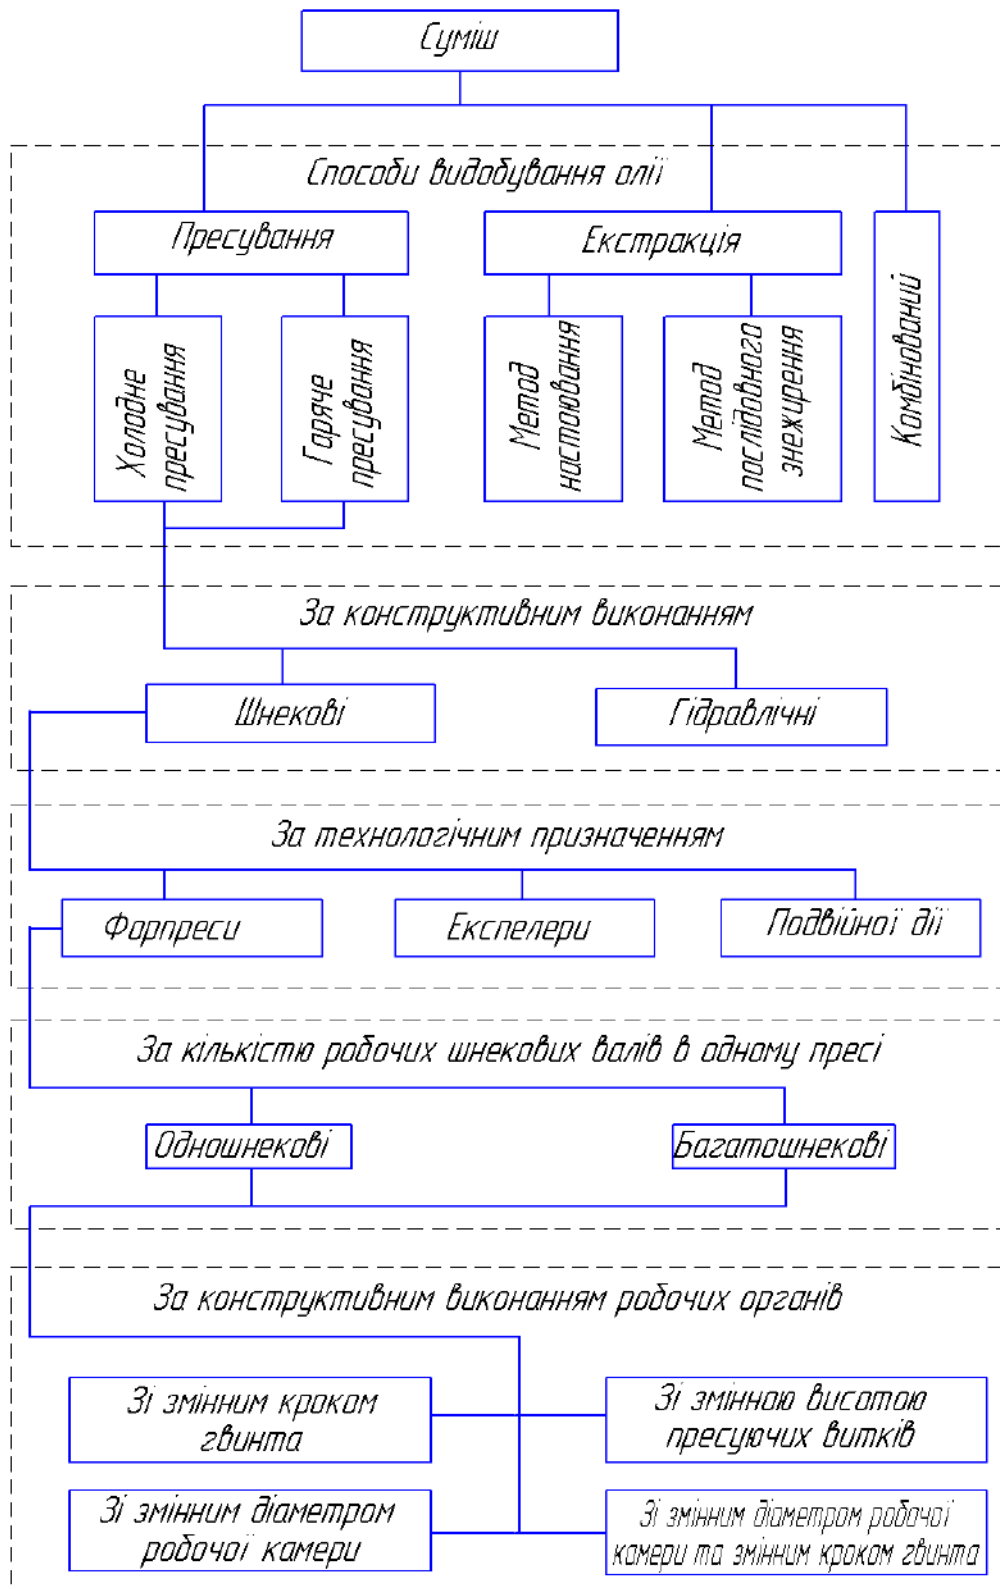 Суміш
Способи видобування олії
Пресування
Екстракція
Комбінований
Холодне
пресування
Гаряче
пресування
Метод
настоювання
Метод
послідовного
знежирення
За конструктивним виконанням
Шнекові
Гідравлічні
За технологічним призначенням
Форпреси
Експелери
Подвійної дії
За кількістю робочих шнекових валів в одному пресі
Одношнекові
Багатошнекові
За конструктивним виконанням робочих органів
Зі змінним кроком
гвинта
Зі змінною висотою
пресуючих витків
Зі змінним діаметром
робочої камери
Зі змінним діаметром робочої
камери та змінним кроком гвинта